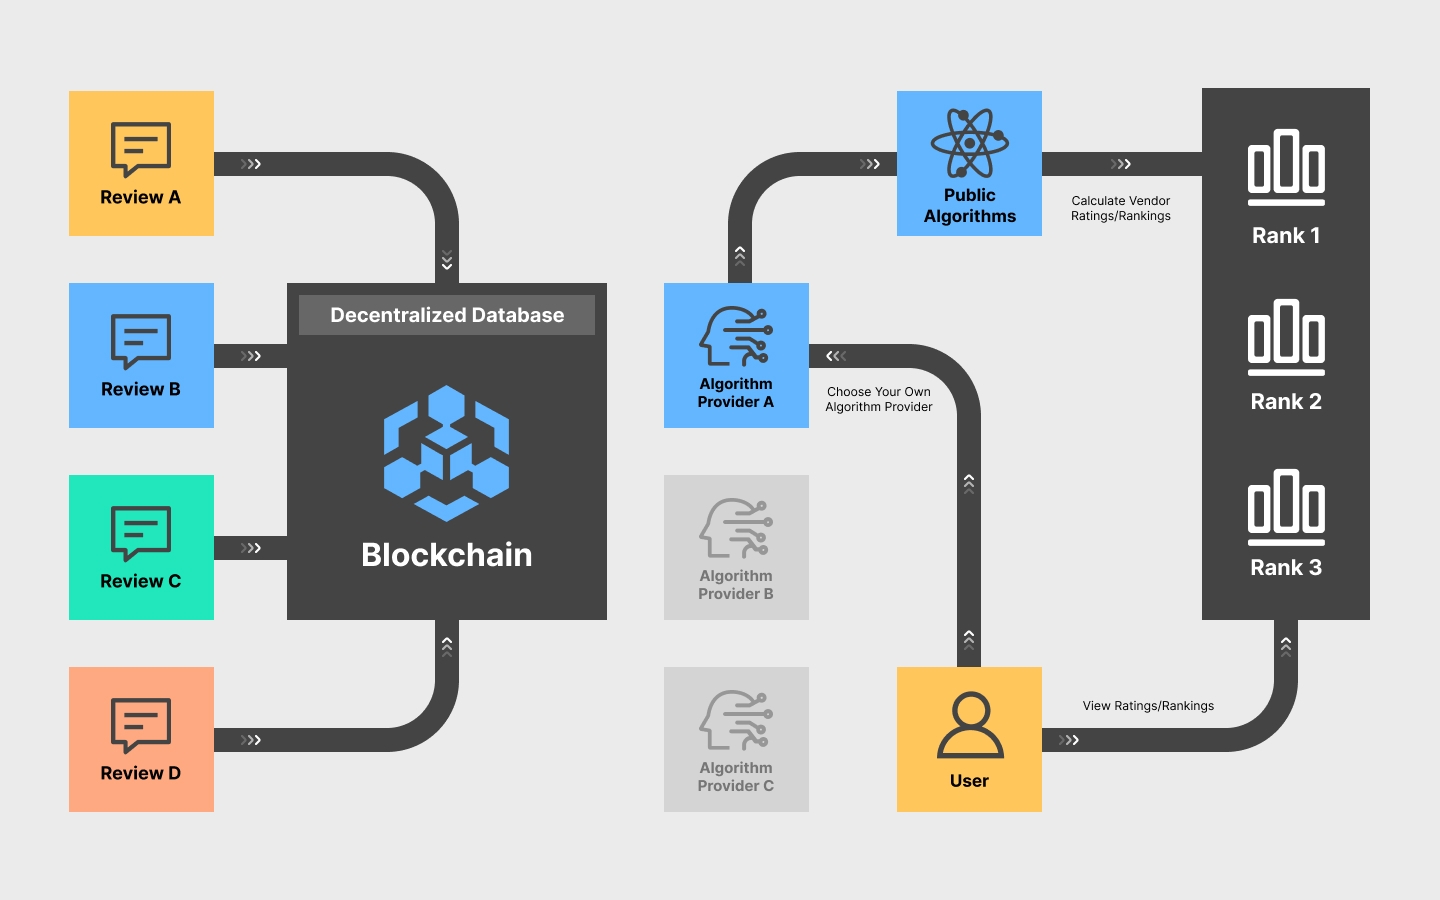 Review A
Review B
Review C
Review D
Decentralized Database
Blockchain
Algorithm
Provider A
Algorithm
Provider B
Algorithm
Provider C
Public
Algorithms
Choose Your Own
Algorithm Provider
User
Calculate Vendor
Ratings/Rankings
View Ratings/Rankings
Rank 1
Rank 2
Rank 3